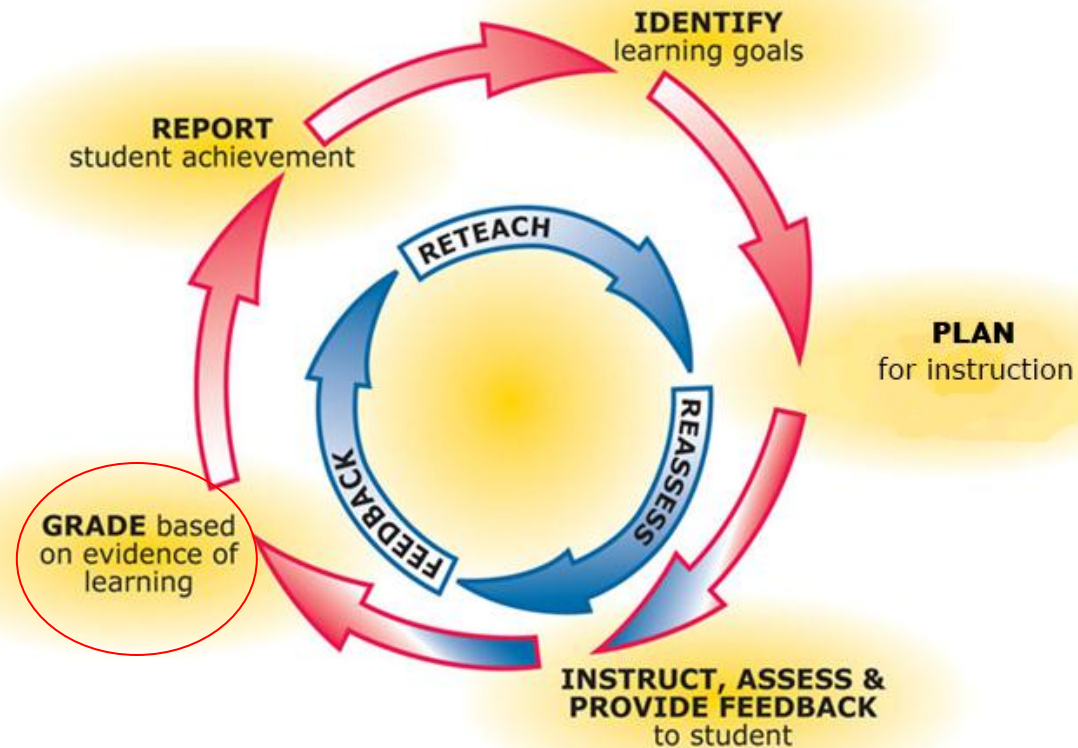 IDENTIFY
learning goals
REPORT
student achievement
RETEACH
PLAN
for instruction
REASSESS
FEEDBACK
GRADE based
on evidence of
learning
INSTRUCT, ASSESS &
PROVIDE FEEDBACK
to student